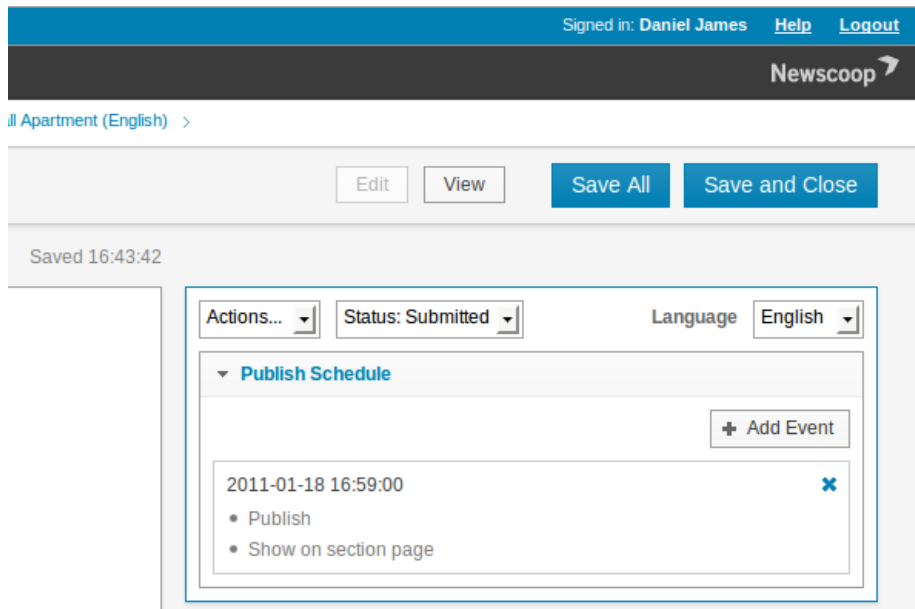 Signed in: Daniel James Help Logout
Newscoop
ll Apartment (English) >
Edit View Save All Save and Close
Saved 16:43:42
Actions... Status: Submitted Language English
Publish Schedule
+ Add Event
2011-01-18 16:59:00
• Publish
• Show on section page